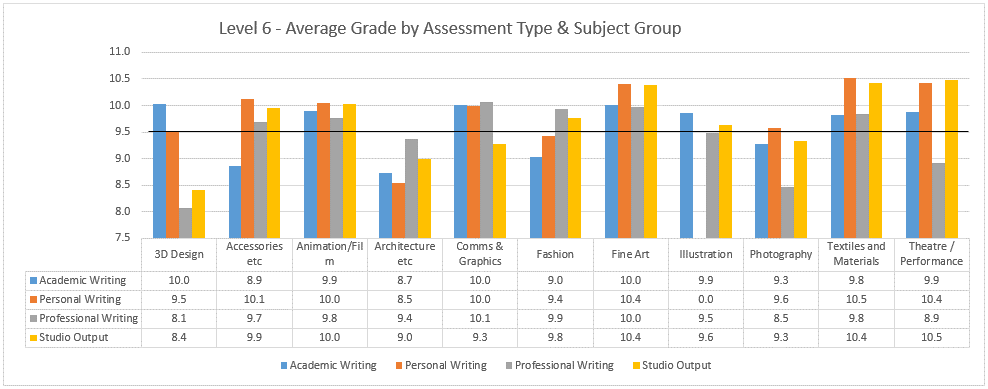 Level 6 - Average Grade by Assessment Type & Subject Group
11.0
10.5
10.0
9.5
9.0
8.5
8.0
7.5
3D Design Accessories etc Animation/Film Architecture etc Comms & Graphics Fashion Fine Art Illustration Photography Textiles and Materials Theatre / Performance
Academic Writing 10.0 8.9 9.9 8.7 10.0 9.0 10.0 9.9 9.3 9.8 9.9
Personal Writing 9.5 10.1 10.0 8.5 10.0 9.4 10.4 0.0 9.6 10.5 10.4
Professional Writing 8.1 9.7 9.8 9.4 10.1 9.9 10.0 9.5 8.5 9.8 8.9
Studio Output 8.4 9.9 10.0 9.0 9.3 9.8 10.4 9.6 9.3 10.4 10.5
Academic Writing Personal Writing Professional Writing Studio Output